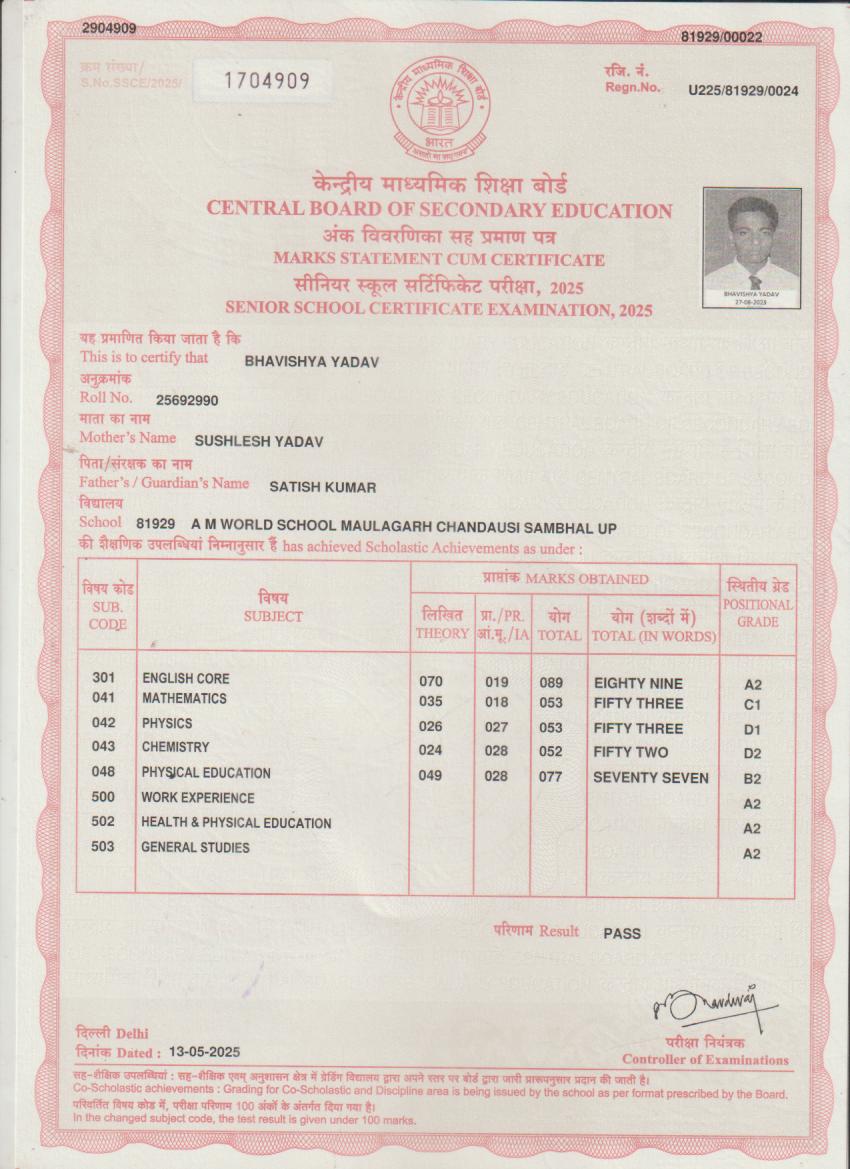 2904909
81929/00022
क्रम संख्या/
S.No.SSCE/2025/
1704909
रजि. नं.
Regn.No. U225/81929/0024
केन्द्रीय माध्यमिक शिक्षा बोर्ड
भारत
केन्द्रीय माध्यमिक शिक्षा बोर्ड
CENTRAL BOARD OF SECONDARY EDUCATION
अंक विवरणिका सह प्रमाण पत्र
MARKS STATEMENT CUM CERTIFICATE
सीनियर स्कूल सर्टिफिकेट परीक्षा, 2025
SENIOR SCHOOL CERTIFICATE EXAMINATION, 2025
BHAVISHYA YADAV
27-08-2023
यह प्रमाणित किया जाता है कि
This is to certify that BHAVISHYA YADAV
अनुक्रमांक
Roll No. 25692990
माता का नाम
Mother's Name SUSHLESH YADAV
पिता/संरक्षक का नाम
Father's / Guardian's Name SATISH KUMAR
विद्यालय
School 81929 A M WORLD SCHOOL MAULAGARH CHANDAUSI SAMBHAL UP
की शैक्षणिक उपलब्धियां निम्नानुसार हैं has achieved Scholastic Achievements as under :
विषय कोड
SUB.
CODE
विषय
SUBJECT
प्राप्तांक MARKS OBTAINED
लिखित
THEORY
प्रा./PR.
आं.मू./IA
योग
TOTAL
योग (शब्दों में)
TOTAL (IN WORDS)
स्थितीय ग्रेड
POSITIONAL
GRADE
301 ENGLISH CORE 070 019 089 EIGHTY NINE A2
041 MATHEMATICS 035 018 053 FIFTY THREE C1
042 PHYSICS 026 027 053 FIFTY THREE D1
043 CHEMISTRY 024 028 052 FIFTY TWO D2
048 PHYSICAL EDUCATION 049 028 077 SEVENTY SEVEN B2
500 WORK EXPERIENCE A2
502 HEALTH & PHYSICAL EDUCATION A2
503 GENERAL STUDIES A2
परिणाम Result PASS
दिल्ली Delhi
दिनांक Dated : 13-05-2025
परीक्षा नियंत्रक
Controller of Examinations
सह-शैक्षिक उपलब्धियां : सह-शैक्षिक एवम् अनुशासन क्षेत्र में ग्रेडिंग विद्यालय द्वारा अपने स्तर पर बोर्ड द्वारा जारी प्रारूपनुसार प्रदान की जाती है।
Co-Scholastic achievements : Grading for Co-Scholastic and Discipline area is being issued by the school as per format prescribed by the Board.
परिवर्तित विषय कोड में, परीक्षा परिणाम 100 अंकों के अंतर्गत दिया गया है।
In the changed subject code, the test result is given under 100 marks.